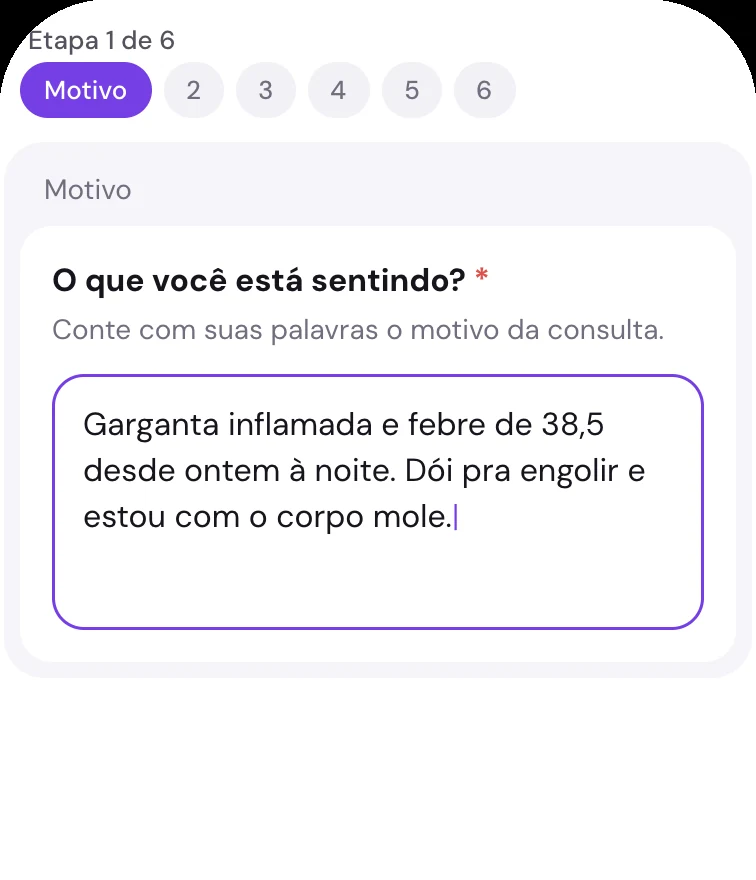 Etapa 1 de 6
Motivo 2 3 4 5 6
Motivo
O que você está sentindo? *
Conte com suas palavras o motivo da consulta.
Garganta inflamada e febre de 38,5
desde ontem à noite. Dói pra engolir e
estou com o corpo mole.